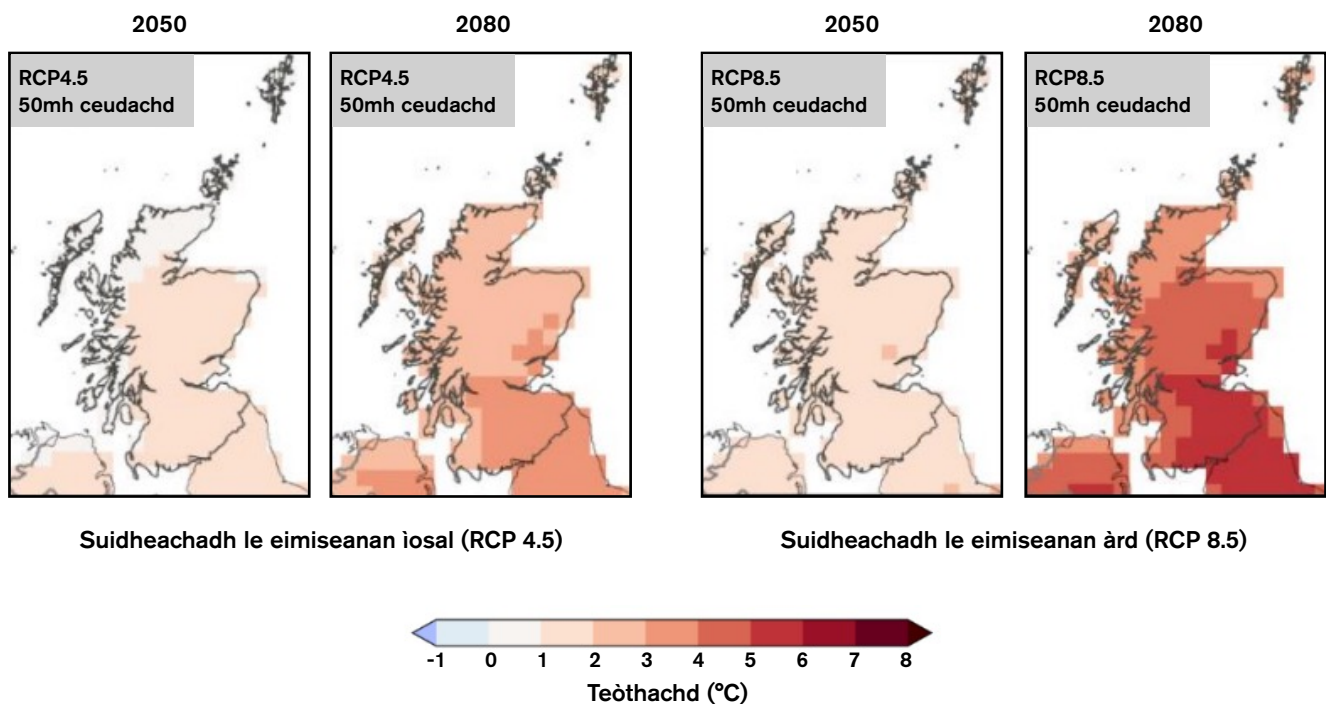 2050
2080
2050
2080
RCP4.5
50mh ceudachd
RCP4.5
50mh ceudachd
RCP8.5
50mh ceudachd
RCP8.5
50mh ceudachd
Suidheachadh le eimiseanan ìosal (RCP 4.5)
Suidheachadh le eimiseanan àrd (RCP 8.5)
-1 0 1 2 3 4 5 6 7 8
Teòthachd (°C)